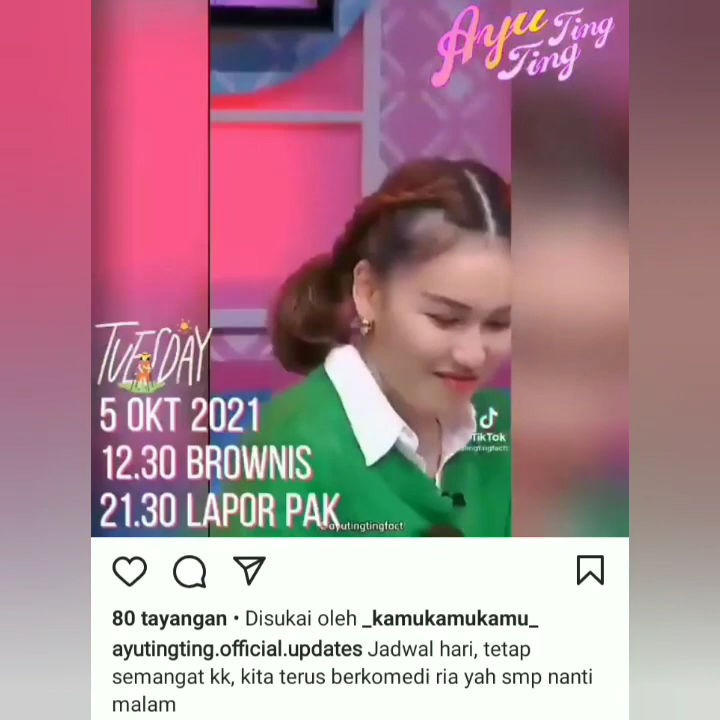 Ayu Ting
Ting
TUESDAY
5 OKT 2021
12.30 BROWNIS
21.30 LAPOR PAK
TikTok
@ayutingtingfact
80 tayangan • Disukai oleh _kamukamukamu_
ayutingting.official.updates Jadwal hari, tetap
semangat kk, kita terus berkomedi ria yah smp nanti
malam